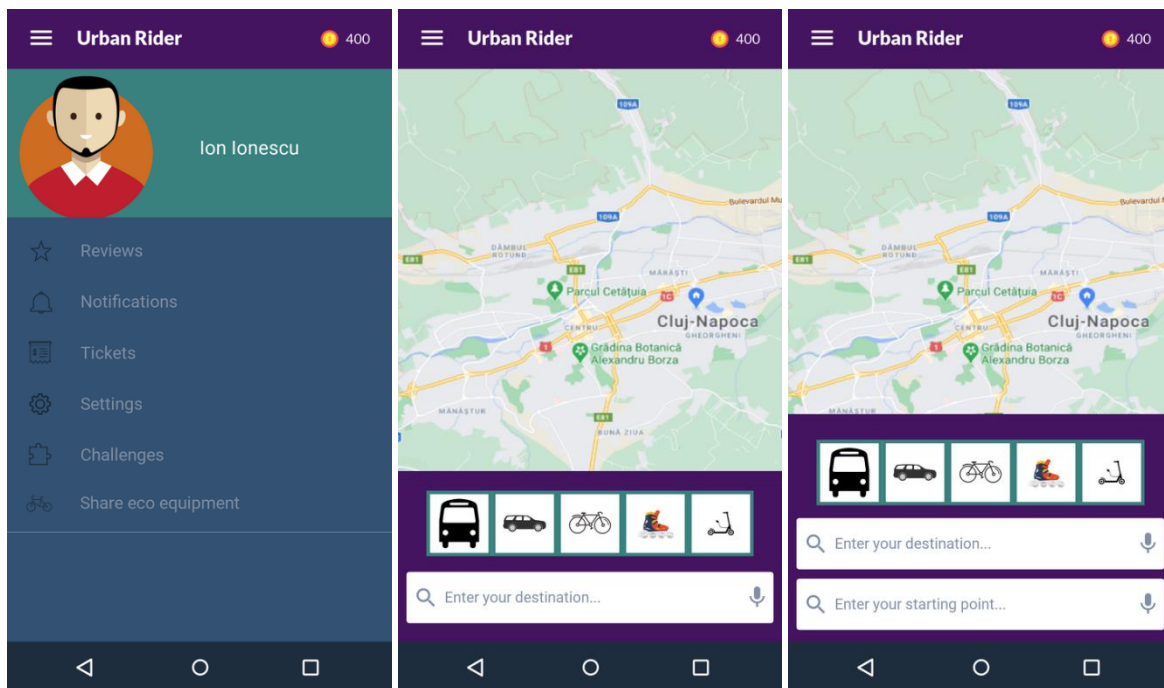 Urban Rider
400
Ion Ionescu
Reviews
Notifications
Tickets
Settings
Challenges
Share eco equipment
Urban Rider
400
109A
Bulevardul Mu
109A
DÂMBUL
ROTUND
E81
E81
MĂRĂȘTI
Parcul Cetățuia
1C
Cluj-Napoca
CENTRU
GHEORGHENI
1
Grădina Botanică
Alexandru Borza
MĂNĂȘTUR
E81
BUNĂ ZIUA
Enter your destination...
Urban Rider
400
109A
Bulevardul
109A
DÂMBUL
ROTUND
E81
E81
MĂRĂȘTI
Parcul Cetățuia
1C
Cluj-Napoca
CENTRU
GHEORGHENI
1
Grădina Botanică
Alexandru Borza
MĂNĂȘTUR
Enter your destination...
Enter your starting point...